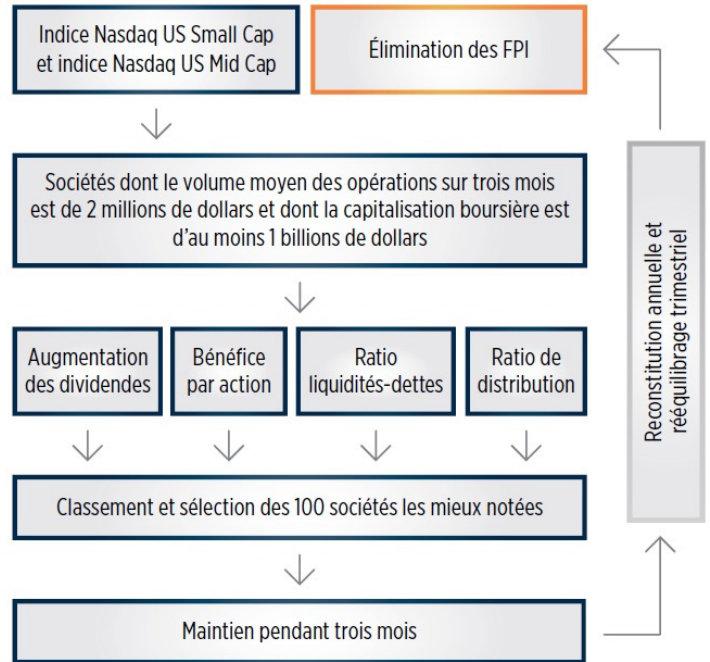 Indice Nasdaq US Small Cap
et indice Nasdaq US Mid Cap
Élimination des FPI
Sociétés dont le volume moyen des opérations sur trois mois
est de 2 millions de dollars et dont la capitalisation boursière est
d'au moins 1 billions de dollars
Augmentation
des dividendes
Bénéfice
par action
Ratio
liquidités-dettes
Ratio de
distribution
Classement et sélection des 100 sociétés les mieux notées
Maintien pendant trois mois
Reconstitution annuelle et
rééquilibrage trimestriel